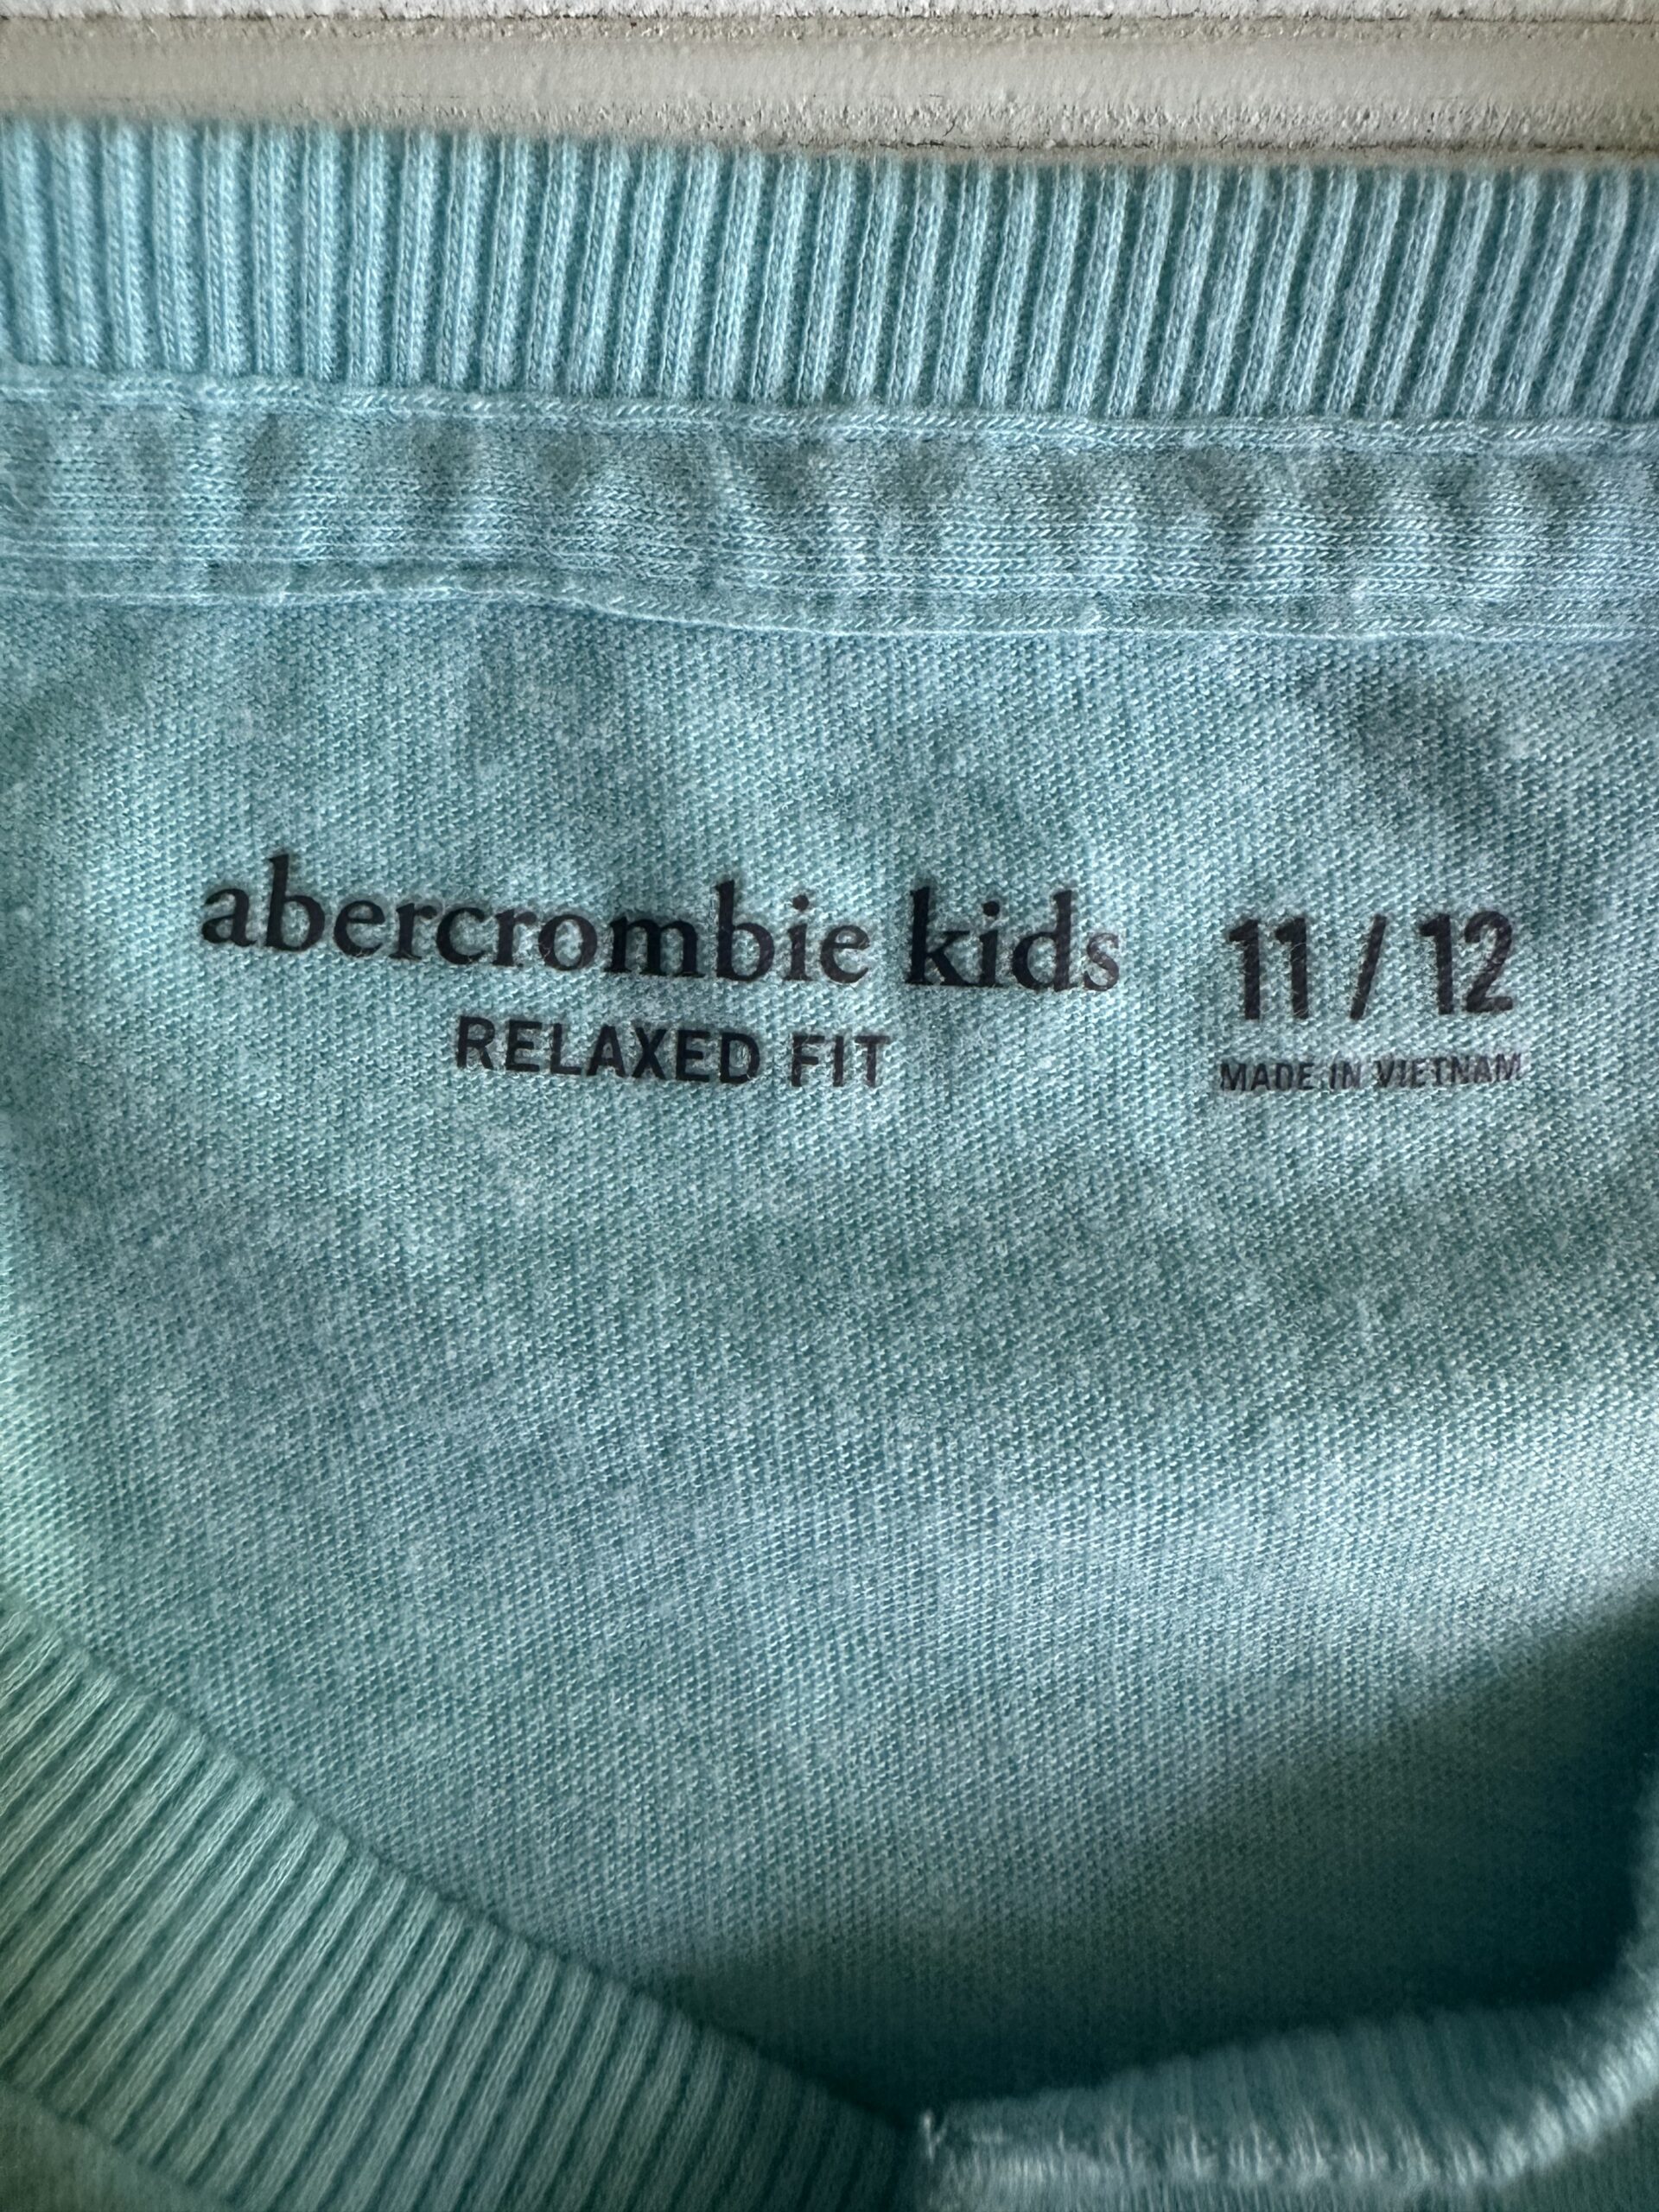 abercrombie kids
RELAXED FIT
11 / 12
MADE IN VIETNAM